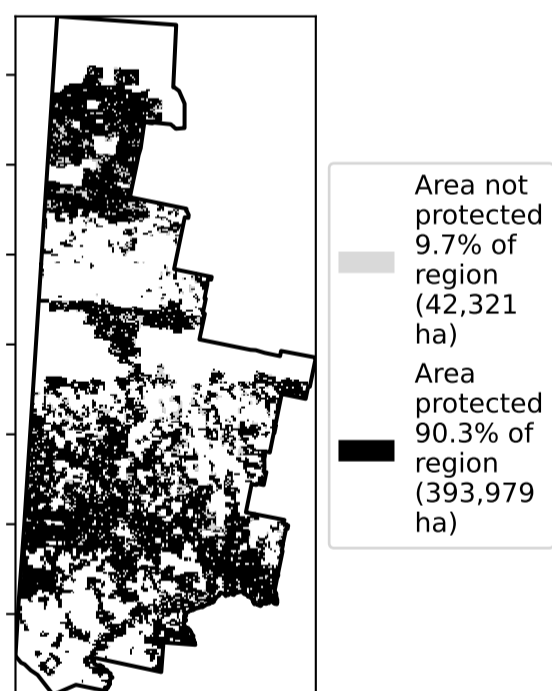 Area not
protected
9.7% of
region
(42,321
ha)
Area
protected
90.3% of
region
(393,979
ha)